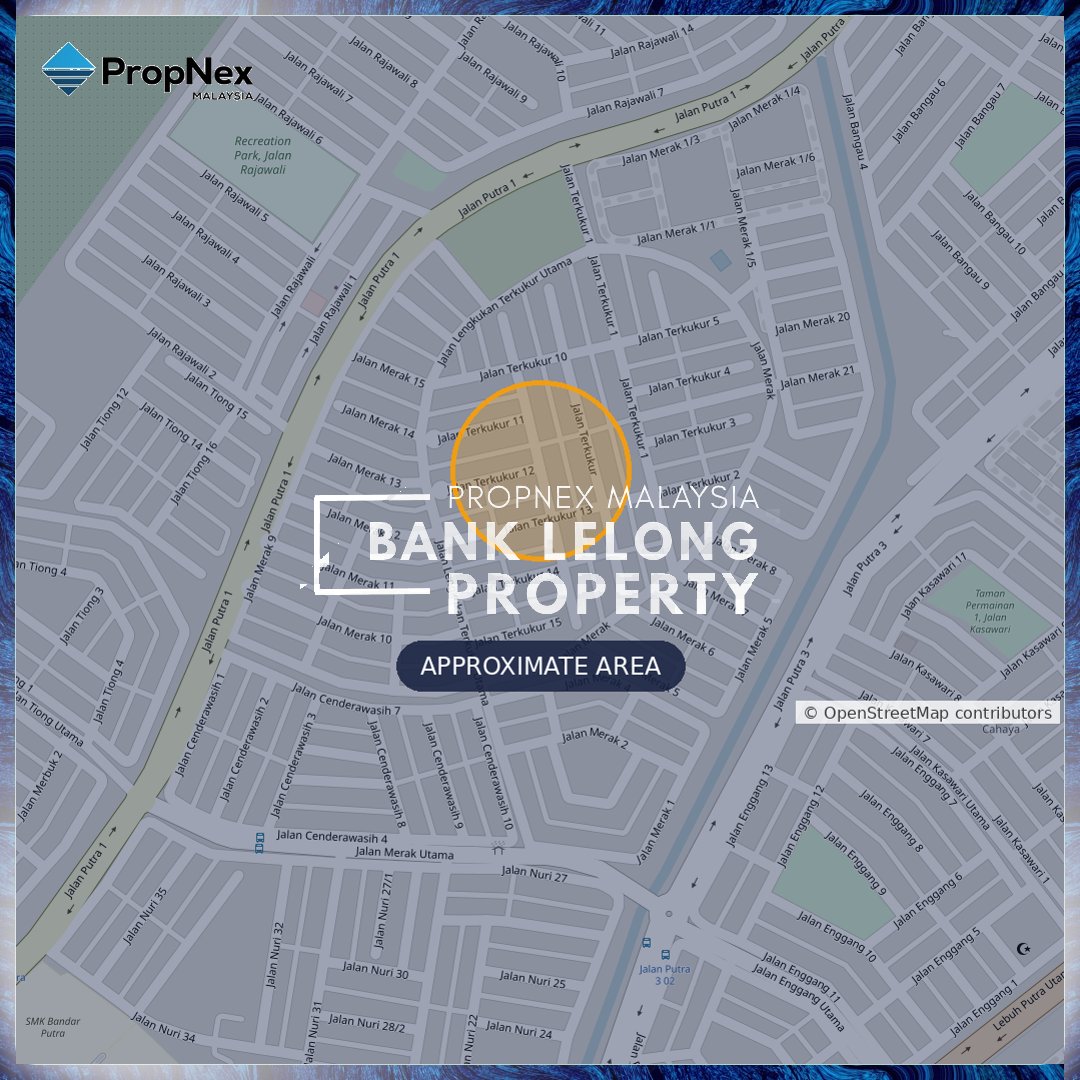 PropNex
MALAYSIA
Jalan Rajawali 11
Jalan Rajawali 14
Jalan Rajawali 10
Jalan Rajawali 8
Jalan Rajawali 7
Jalan Rajawali 9
Jalan Rajawali 7
Jalan Rajawali 6
Recreation
Park, Jalan
Rajawali
Jalan Rajawali 5
Jalan Rajawali 4
Jalan Rajawali 3
Jalan Rajawali 2
Jalan Rajawali
Jalan Rajawali 1
Jalan Putra
Jalan Putra 1
Jalan Putra 1
Jalan Putra 1
Jalan Putra 1
Jalan Putra 1
Jalan Putra 1
Jalan Merak 1/4
Jalan Merak 1/3
Jalan Merak 1/6
Jalan Merak 1/5
Jalan Merak 1/1
Jalan Bangau 4
Jalan Bangau 6
Jalan Bangau 7
Jalan Bangau 10
Jalan Bangau 9
Jalan Bangau
Jalan Terkukur 1
Jalan Terkukur 1
Jalan Terkukur 1
Jalan Lengkukan Terkukur Utama
Jalan Terkukur 10
Jalan Terkukur 5
Jalan Terkukur 4
Jalan Terkukur 3
Jalan Terkukur 2
Jalan Terkukur 11
Jalan Terkukur 12
Jalan Terkukur 13
Jalan Terkukur
Jalan Terkukur 14
Jalan Terkukur 15
Jalan Merak 20
Jalan Merak 21
Jalan Merak
Jalan Merak 15
Jalan Merak 14
Jalan Merak 13
Jalan Merak 11
Jalan Merak 10
Jalan Merak 9
Jalan Merak 8
Jalan Merak 6
Jalan Merak 5
Jalan Merak
Jalan Merak 2
Jalan Merak 1
Jalan Tiong 12
Jalan Tiong 15
Jalan Tiong 14
Jalan Tiong 16
Jalan Tiong 4
Jalan Tiong 3
Jalan Tiong 4
Jalan Tiong Utama
Jalan Merbuk 2
PROPNEX MALAYSIA
BANK LELONG
PROPERTY
APPROXIMATE AREA
© OpenStreetMap contributors
Jalan Putra 3
Jalan Putra 3
Jalan Kasawari 11
Taman
Permainan
1, Jalan
Kasawari
Jalan Kasawari 8
Jalan Kasawari
Cahaya
Jalan Kasawari Utama
Jalan Kasawari 1
Jalan Enggang 7
Jalan Enggang 8
Jalan Enggang 9
Jalan Enggang 6
Jalan Enggang 5
Jalan Enggang 10
Jalan Enggang 11
Jalan Enggang Utama
Jalan Enggang 1
Jalan Enggang 12
Jalan Enggang 13
Lebuh Putra Utama
Jalan Cenderawasih 1
Jalan Cenderawasih 2
Jalan Cenderawasih 3
Jalan Cenderawasih 7
Jalan Cenderawasih 8
Jalan Cenderawasih 9
Jalan Cenderawasih 10
Jalan Cenderawasih 4
Jalan Merak Utama
Jalan Nuri 27
Jalan Nuri 27/1
Jalan Nuri 35
Jalan Nuri 32
Jalan Nuri 30
Jalan Nuri 25
Jalan Nuri 31
Jalan Nuri 28/2
Jalan Nuri 22
Jalan Nuri 24
Jalan Nuri 34
SMK Bandar
Putra
Jalan Putra
3 02
Jalan